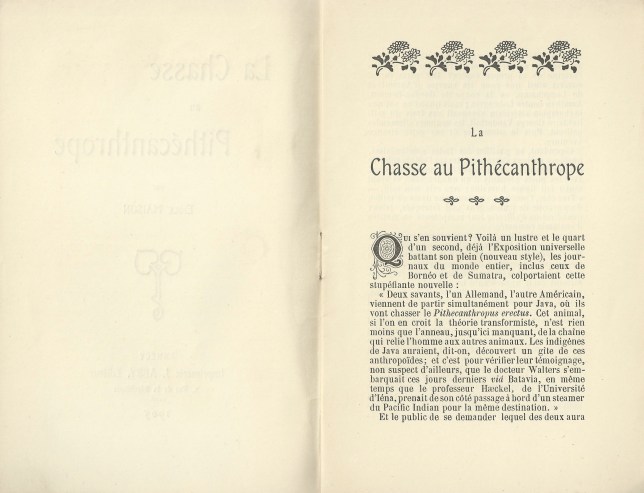 La
Chasse au Pithécanthrope
QUI s'en souvient? Voilà un lustre et le quart
d'un second, déjà l'Exposition universelle
battant son plein (nouveau style), les jour-
naux du monde entier, inclus ceux de
Bornéo et de Sumatra, colportaient cette
stupéfiante nouvelle :
« Deux savants, l'un Allemand, l'autre Américain,
viennent de partir simultanément pour Java, où ils
vont chasser le Pithecanthropus erectus. Cet animal,
si l'on en croit la théorie transformiste, n'est rien
moins que l'anneau, jusqu'ici manquant, de la chaîne
qui relie l'homme aux autres animaux. Les indigènes
de Java auraient, dit-on, découvert un gîte de ces
anthropoïdes; et c'est pour vérifier leur témoignage,
non suspect d'ailleurs, que le docteur Walters s'em-
barquait ces jours derniers viâ Batavia, en même
temps que le professeur Hæckel, de l'Université
d'Iéna, prenait de son côté passage à bord d'un steamer
du Pacific Indian pour la même destination. »
Et le public de se demander lequel des deux aura